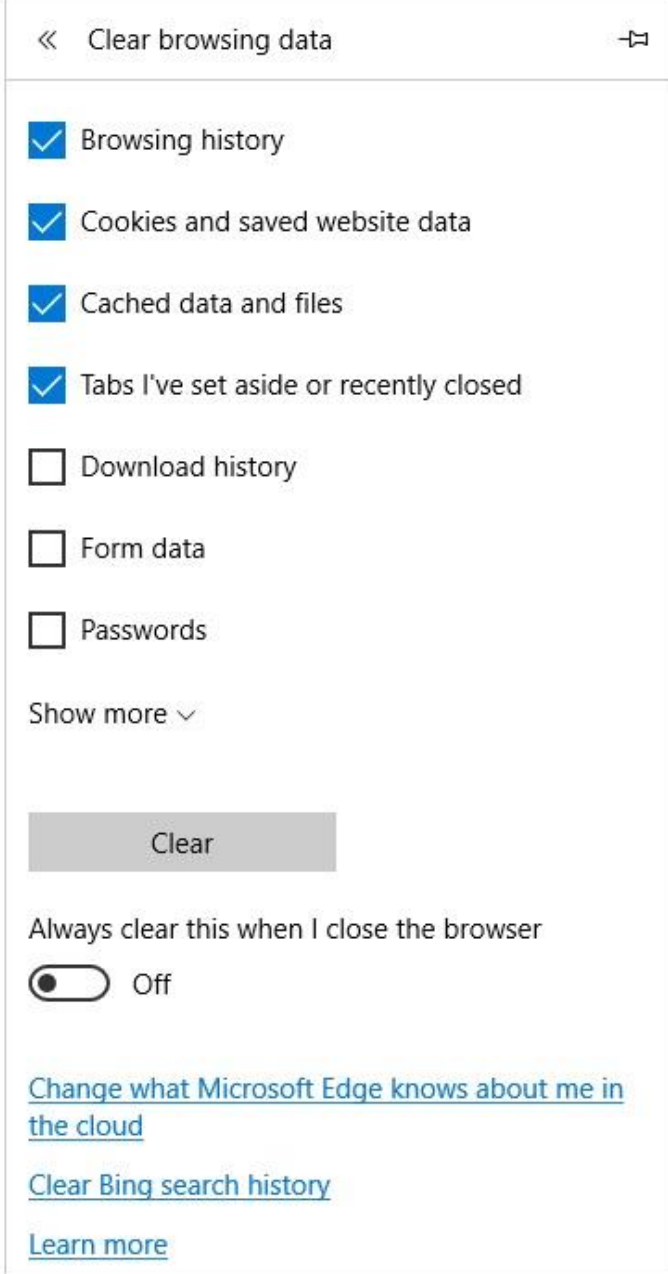 Clear browsing data
Browsing history
Cookies and saved website data
Cached data and files
Tabs I've set aside or recently closed
Download history
Form data
Passwords
Show more
Clear
Always clear this when I close the browser
Off
Change what Microsoft Edge knows about me in
the cloud
Clear Bing search history
Learn more